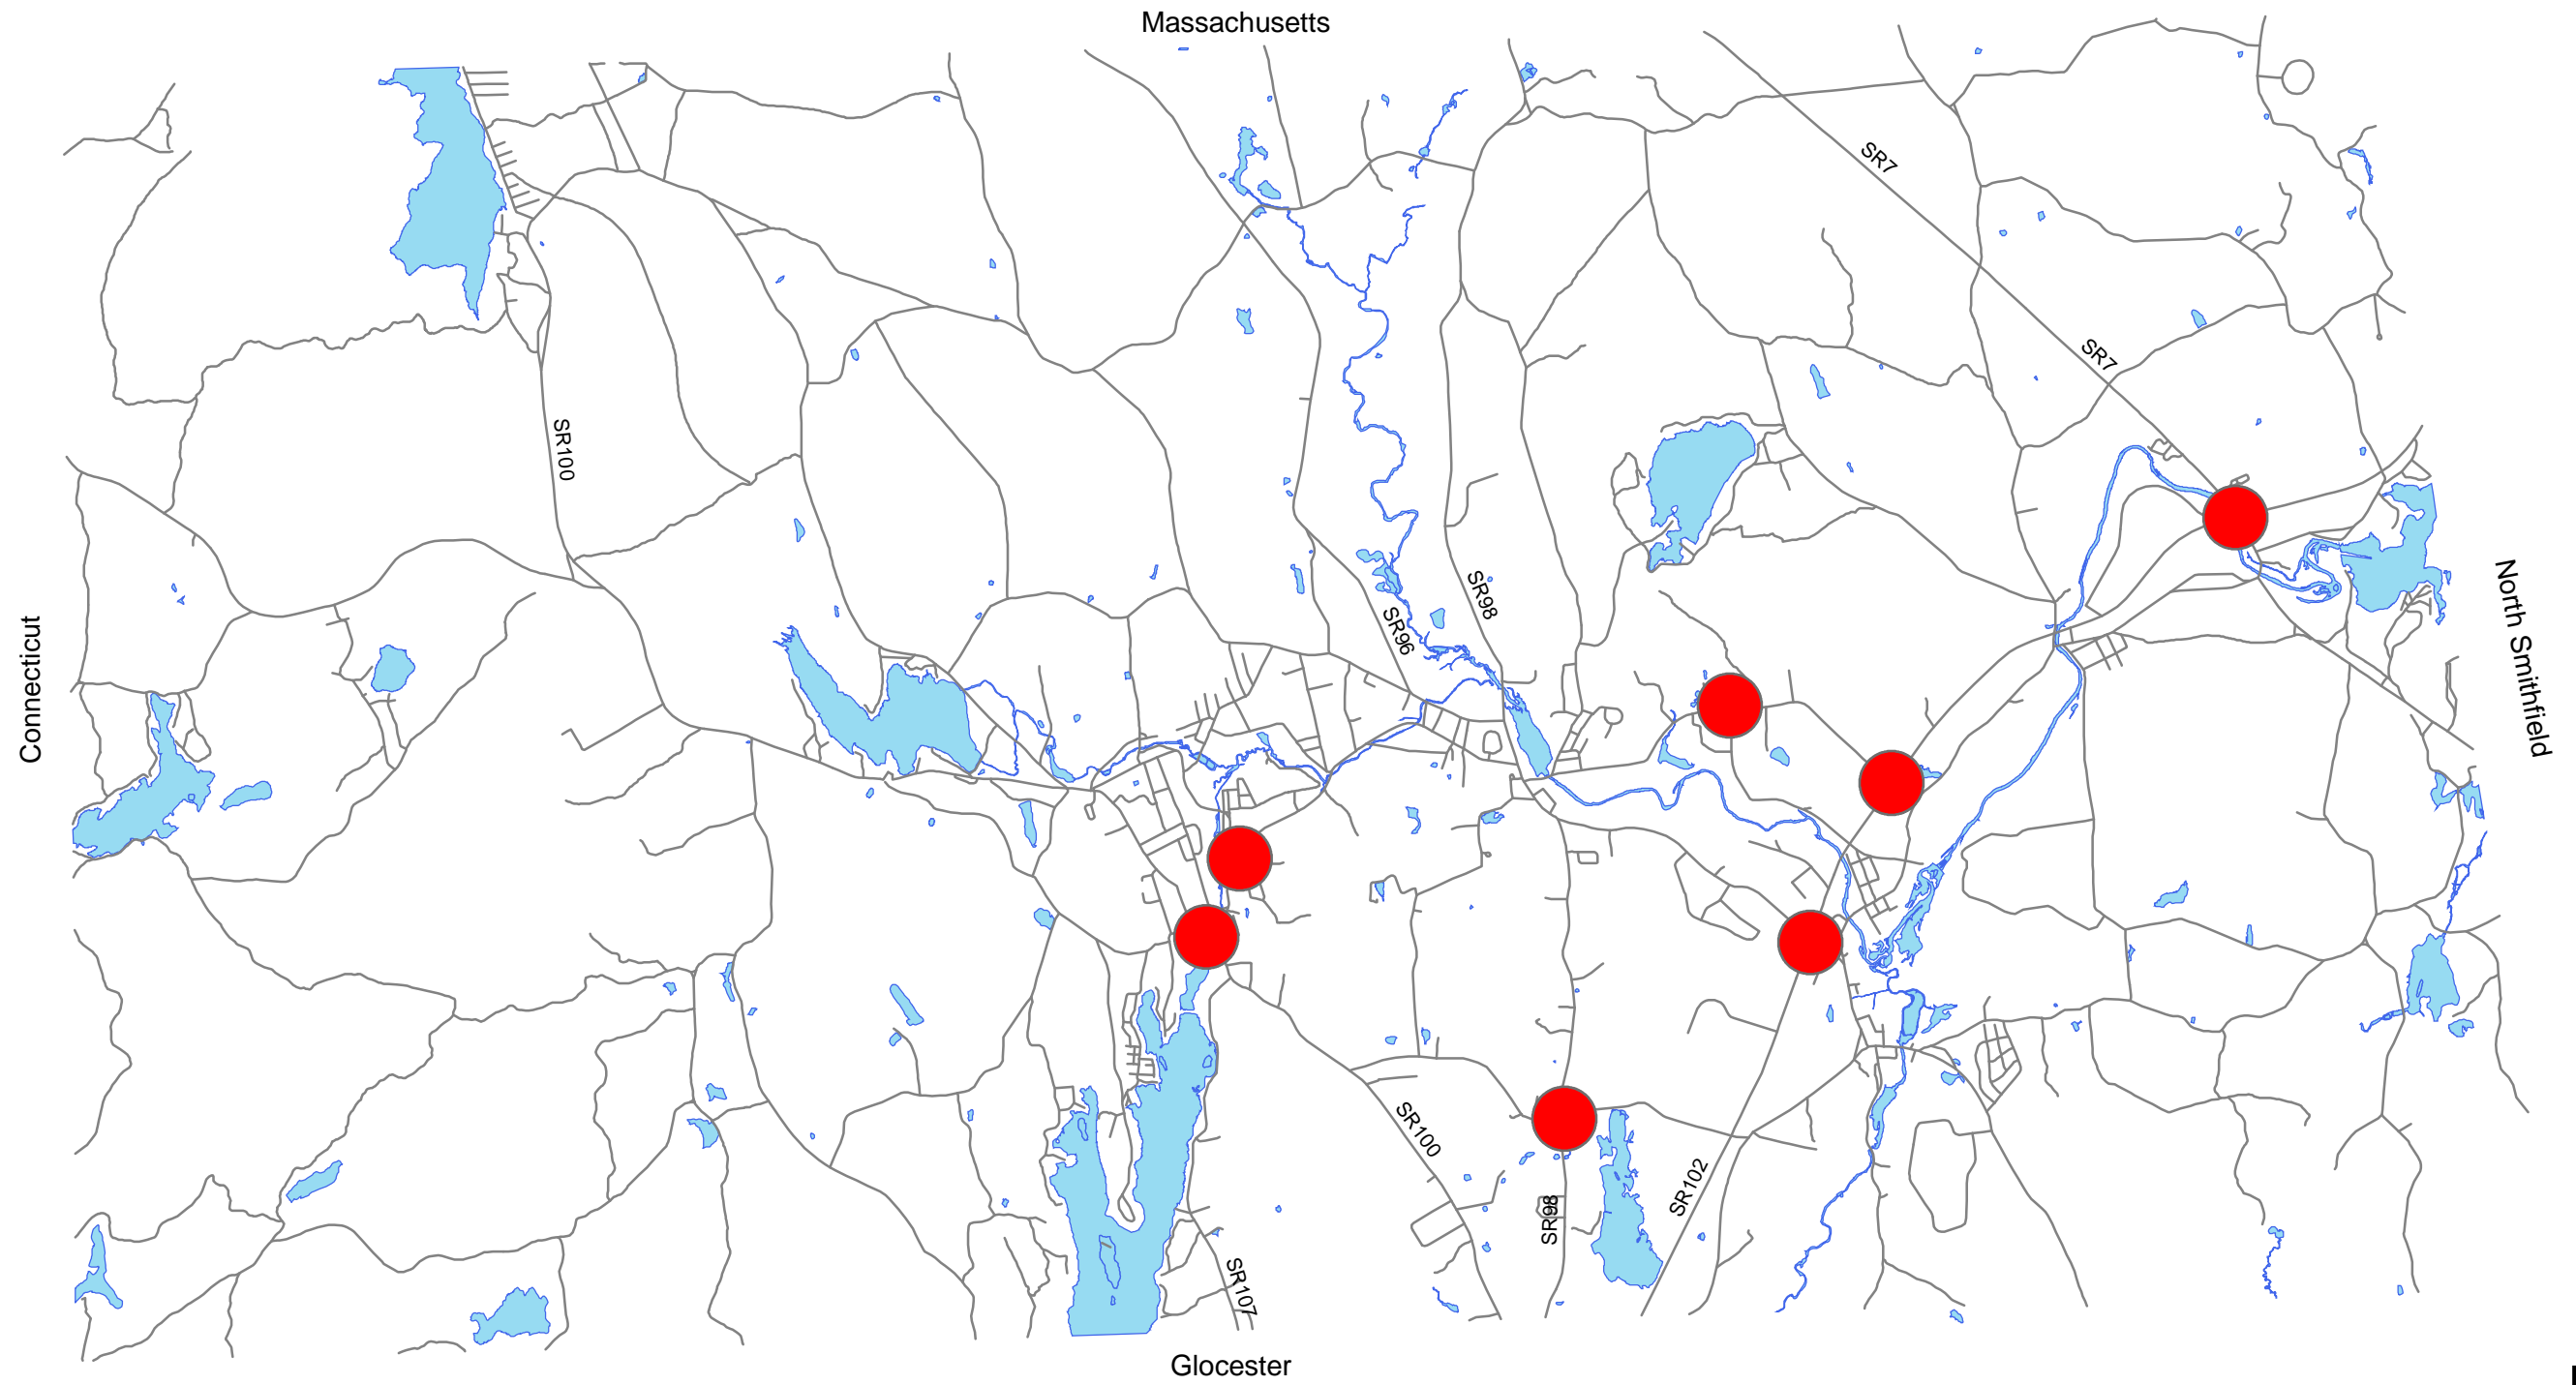 Massachusetts
SR7
SR7
SR100
SR98
SR96
North Smithfield
Connecticut
SR100
SR102
SR98
SR107
Glocester